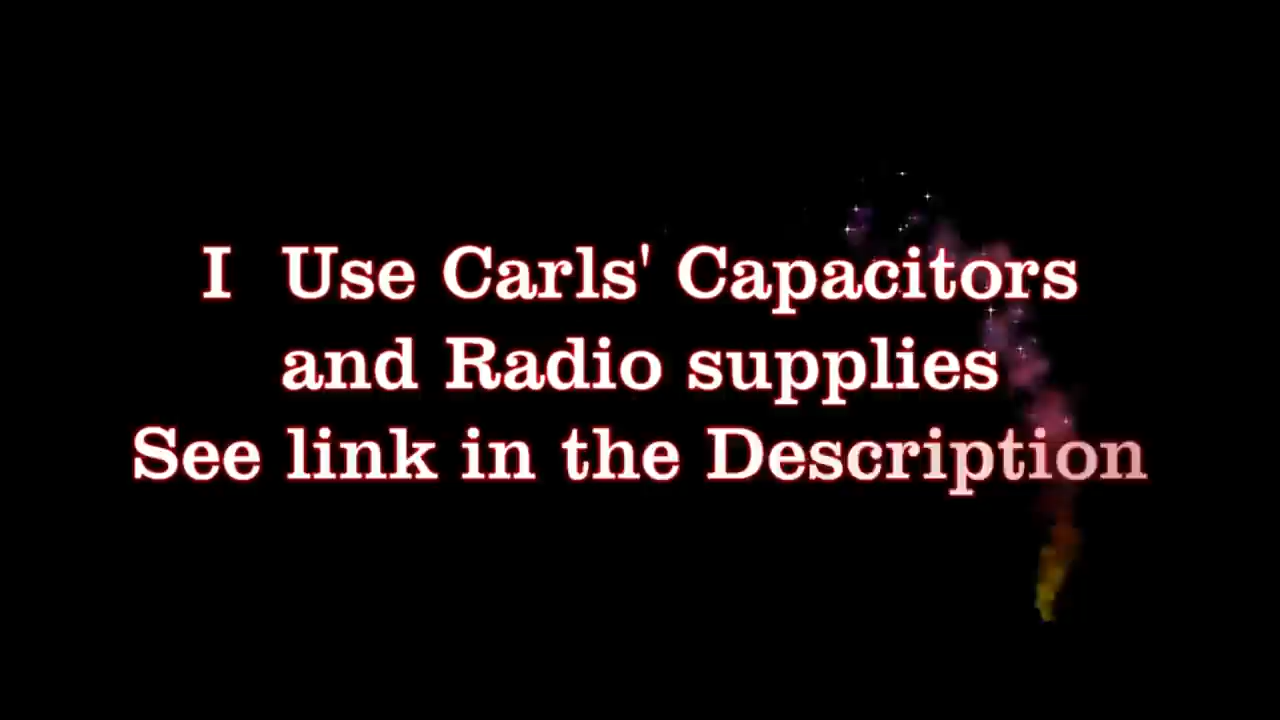 I  Use Carls' Capacitors
and Radio supplies
See link in the Description